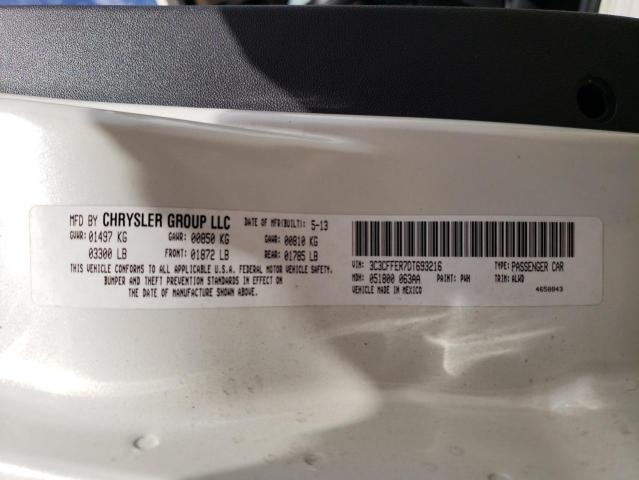 MFD BY CHRYSLER GROUP LLC DATE OF MFR(BUILT): 5-13
GVWR: 01497 KG GAWR: 00850 KG GAWR: 00810 KG
03300 LB FRONT: 01872 LB REAR: 01785 LB
THIS VEHICLE CONFORMS TO ALL APPLICABLE U.S.A. FEDERAL MOTOR VEHICLE SAFETY,
BUMPER AND THEFT PREVENTION STANDARDS IN EFFECT ON
THE DATE OF MANUFACTURE SHOWN ABOVE.
VIN: 3C3CFFER7DT693216 TYPE: PASSENGER CAR
MDH: 051800 063AA PAINT: PWH TRIM: ALWD
VEHICLE MADE IN MEXICO 4658043